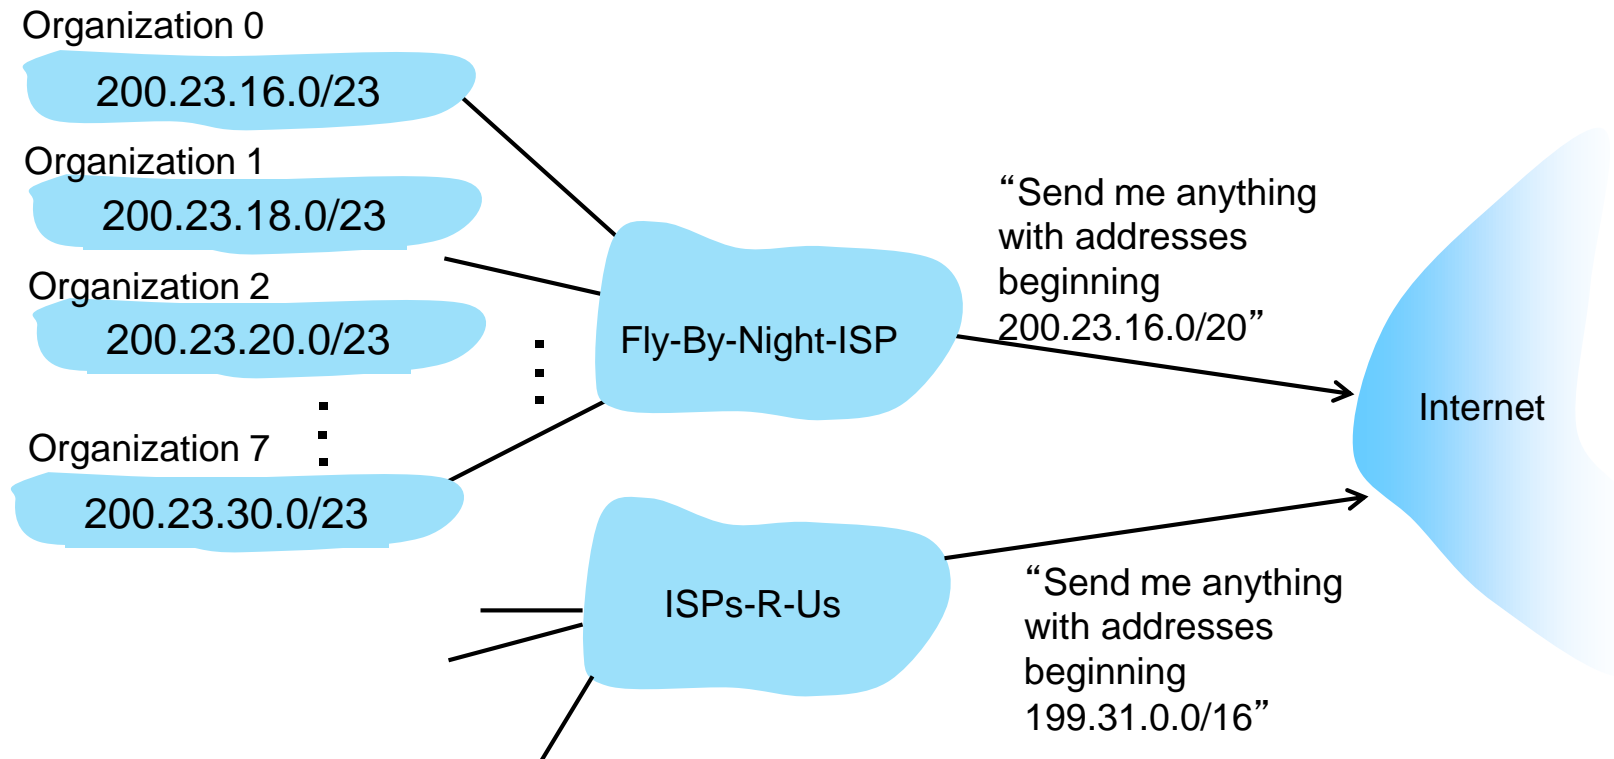 Organization 0
200.23.16.0/23
Organization 1
200.23.18.0/23
Organization 2
200.23.20.0/23
Organization 7
200.23.30.0/23
Fly-By-Night-ISP
“Send me anything
with addresses
beginning
200.23.16.0/20”
Internet
ISPs-R-Us
“Send me anything
with addresses
beginning
199.31.0.0/16”